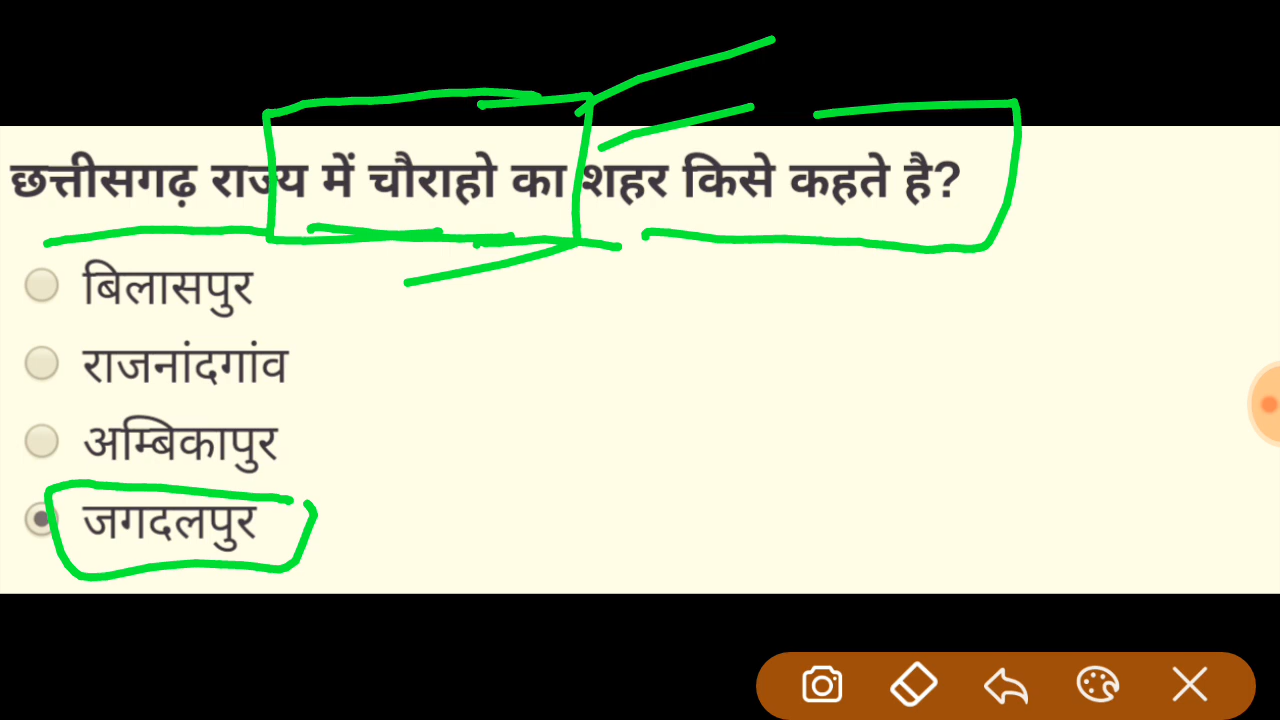 छत्तीसगढ़ राज्य में चौराहो का शहर किसे कहते है?
बिलासपुर
राजनांदगांव
अम्बिकापुर
जगदलपुर